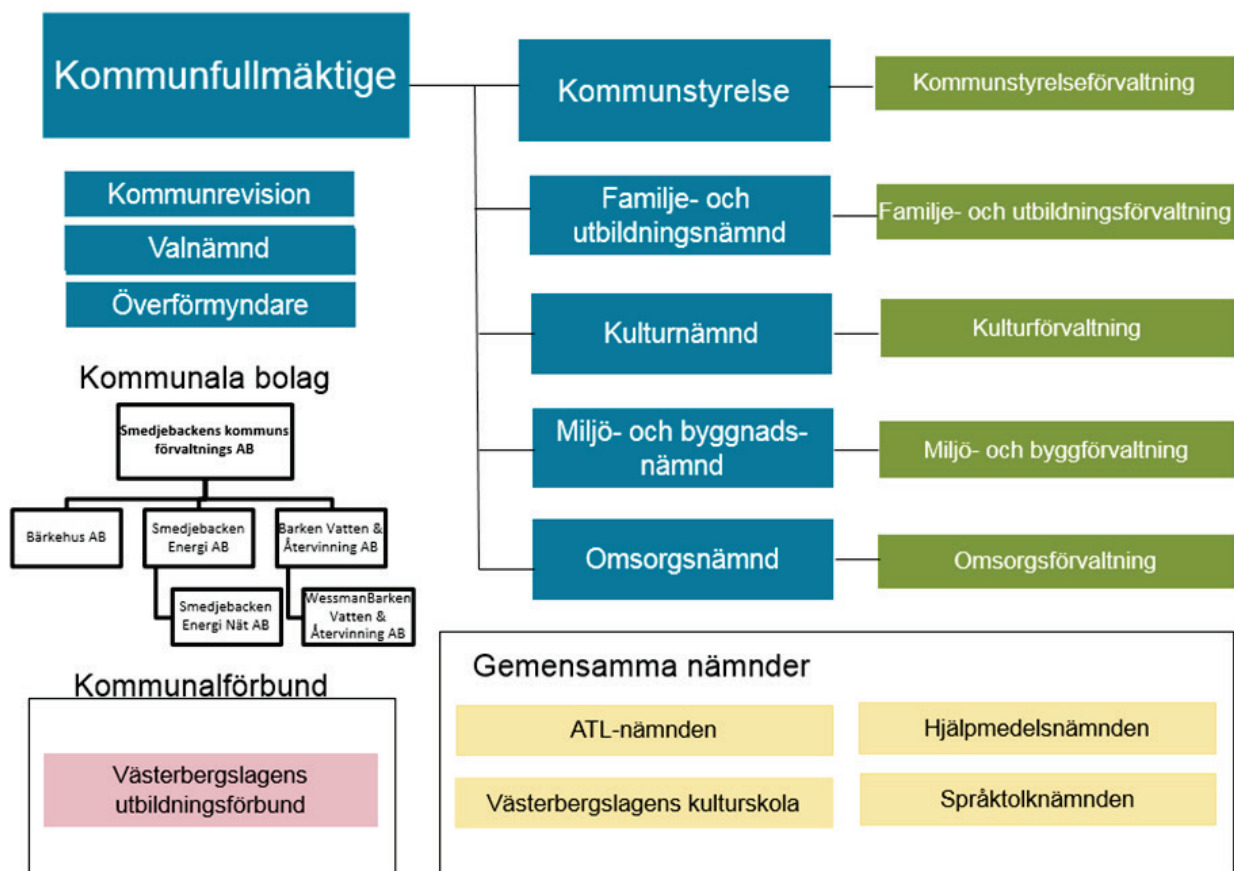 Kommunfullmäktige
Kommunrevision
Valnämnd
Överförmyndare
Kommunstyrelse
Kommunstyrelseförvaltning
Familje- och
utbildningsnämnd
Familje- och utbildningsförvaltning
Kulturnämnd
Kulturförvaltning
Miljö- och byggnads-
nämnd
Miljö- och byggförvaltning
Omsorgsnämnd
Omsorgsförvaltning
Kommunala bolag
Smedjebackens kommuns
förvaltnings AB
Bärkehus AB
Smedjebacken
Energi AB
Barken Vatten &
Återvinning AB
Smedjebacken
Energi Nät AB
WessmanBarken
Vatten &
Återvinning AB
Kommunalförbund
Västerbergslagens
utbildningsförbund
Gemensamma nämnder
ATL-nämnden
Hjälpmedelsnämnden
Västerbergslagens kulturskola
Språktolknämnden